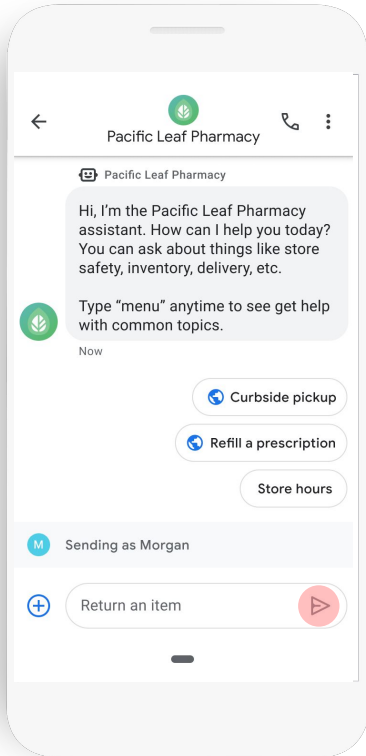 Pacific Leaf Pharmacy
Pacific Leaf Pharmacy
Hi, I'm the Pacific Leaf Pharmacy
assistant. How can I help you today?
You can ask about things like store
safety, inventory, delivery, etc.
Type “menu” anytime to see get help
with common topics.
Now
Curbside pickup
Refill a prescription
Store hours
M Sending as Morgan
Return an item